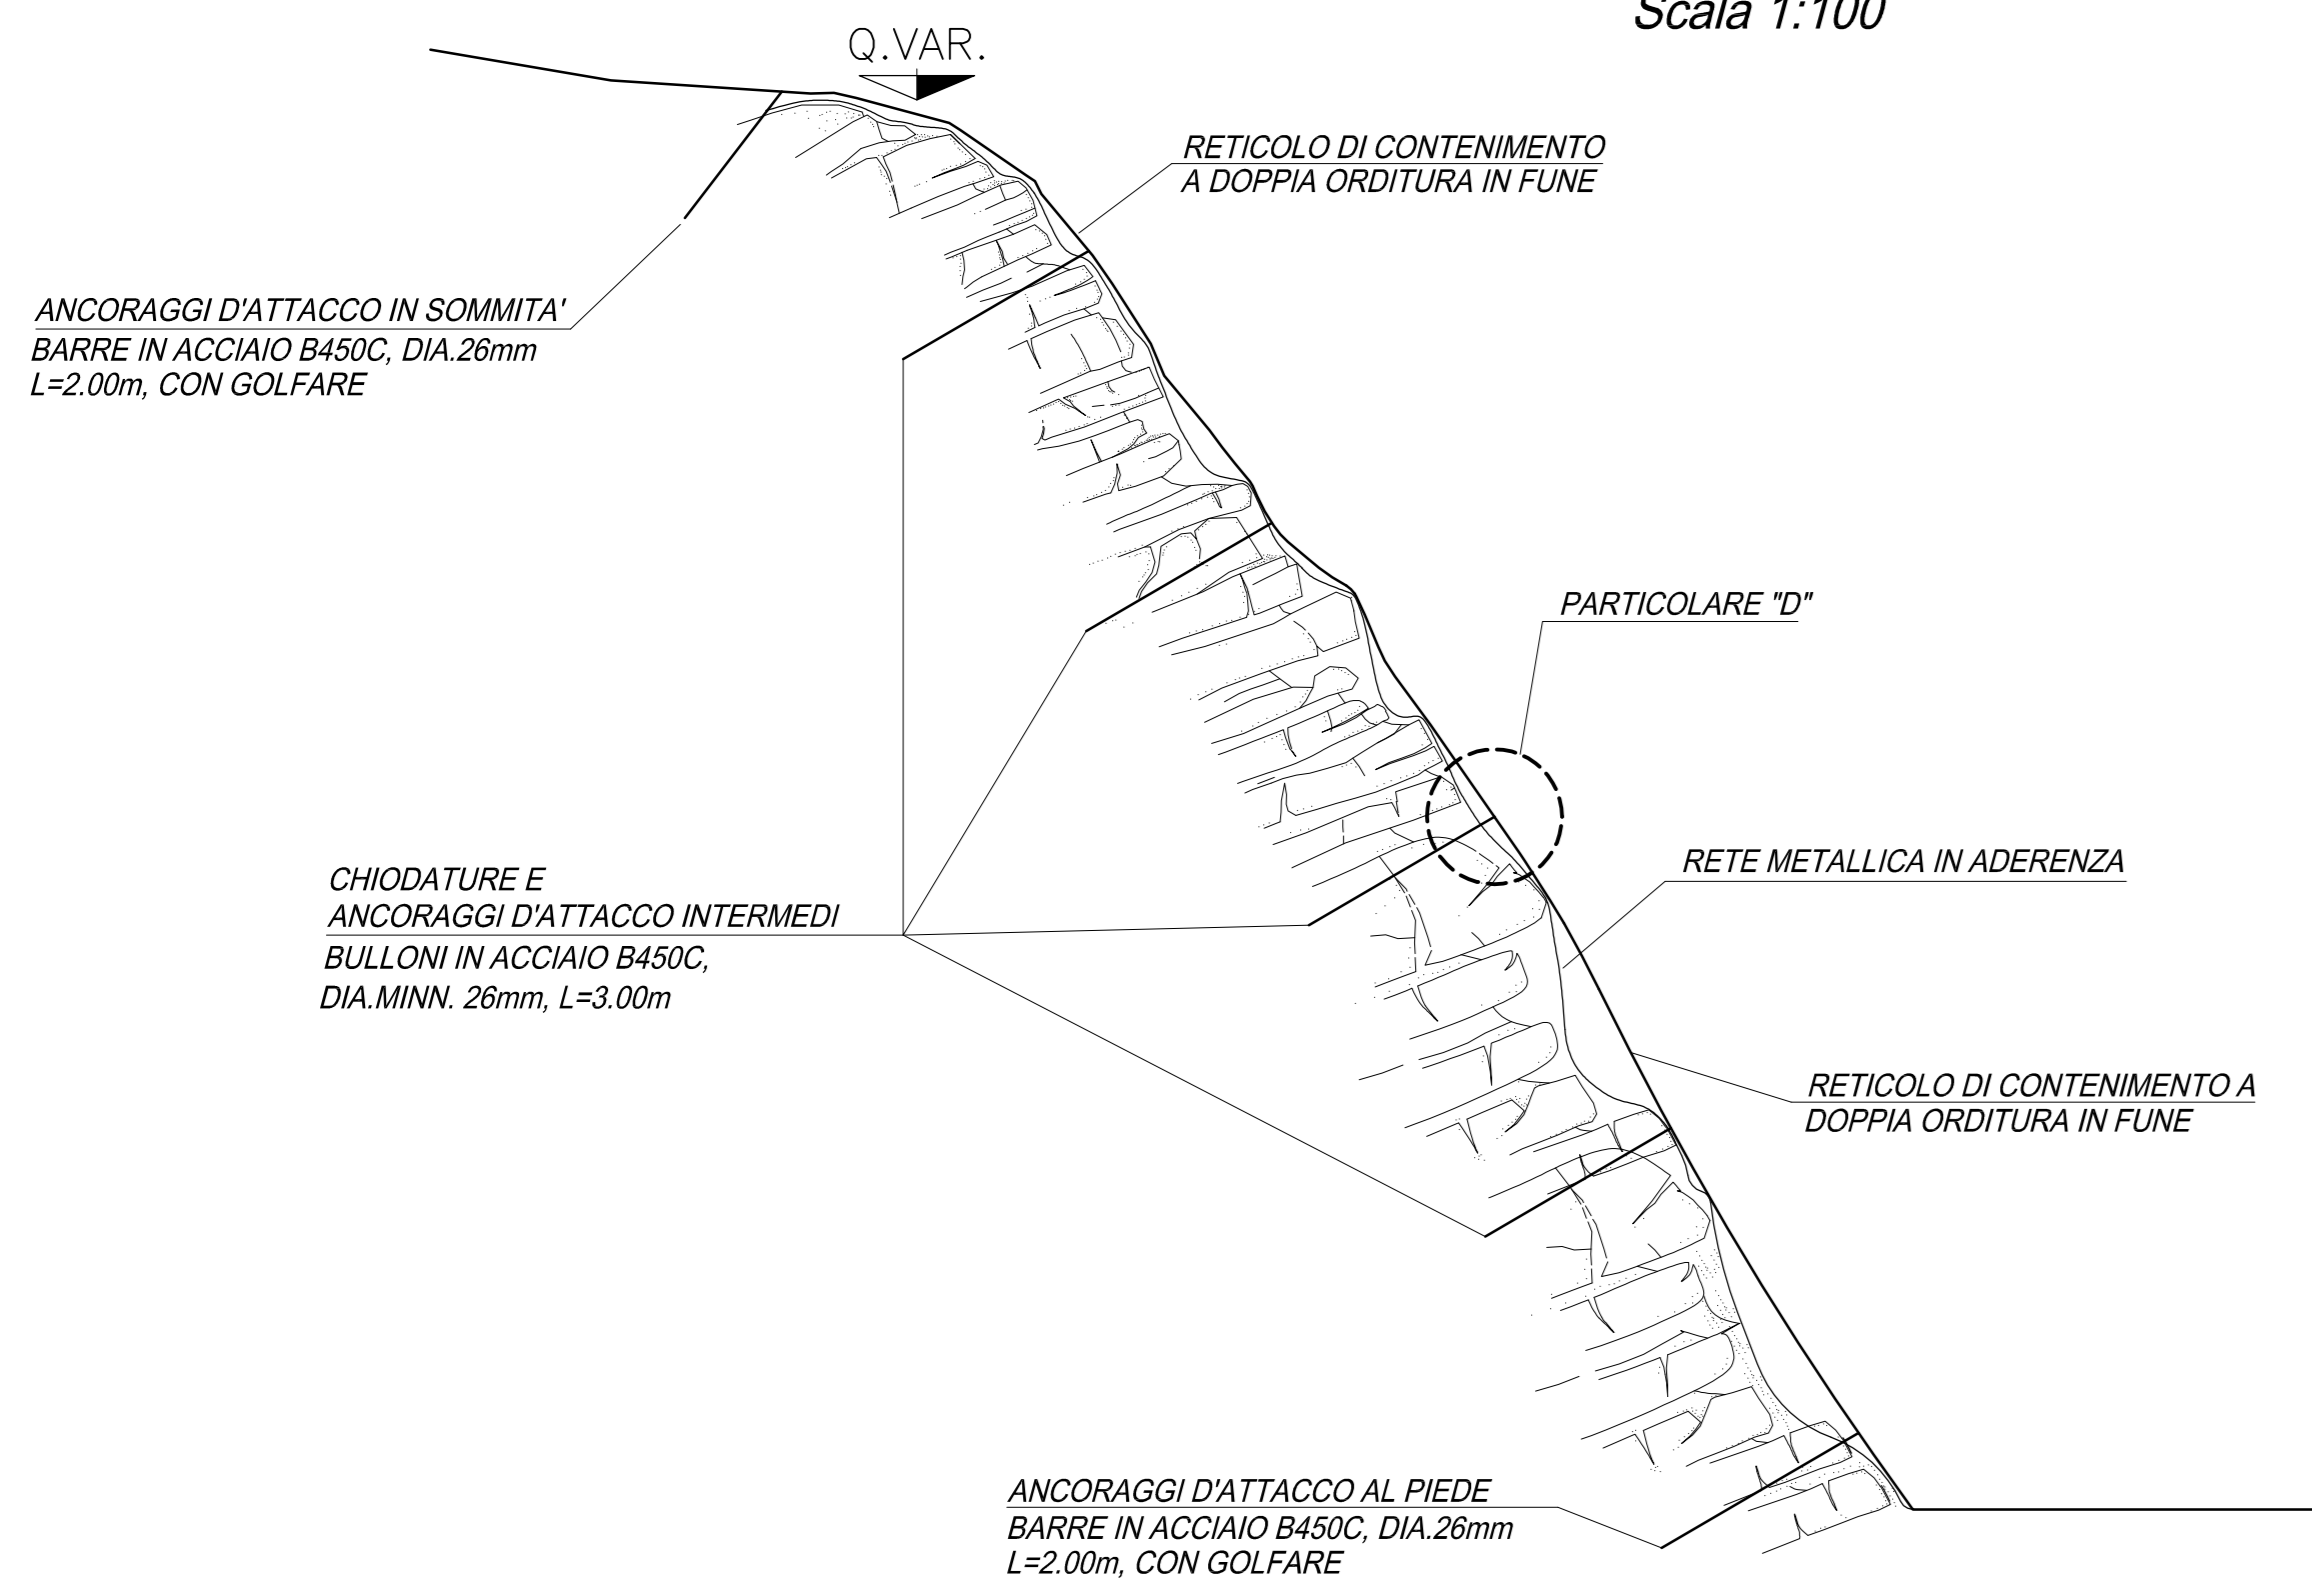 Scala 1:100
Q.VAR.
RETICOLO DI CONTENIMENTO
A DOPPIA ORDITURA IN FUNE
ANCORAGGI D'ATTACCO IN SOMMITA'
BARRE IN ACCIAIO B450C, DIA.26mm
L=2.00m, CON GOLFARE
PARTICOLARE "D"
RETE METALLICA IN ADERENZA
CHIODATURE E
ANCORAGGI D'ATTACCO INTERMEDI
BULLONI IN ACCIAIO B450C,
DIA.MINN. 26mm, L=3.00m
RETICOLO DI CONTENIMENTO A
DOPPIA ORDITURA IN FUNE
ANCORAGGI D'ATTACCO AL PIEDE
BARRE IN ACCIAIO B450C, DIA.26mm
L=2.00m, CON GOLFARE